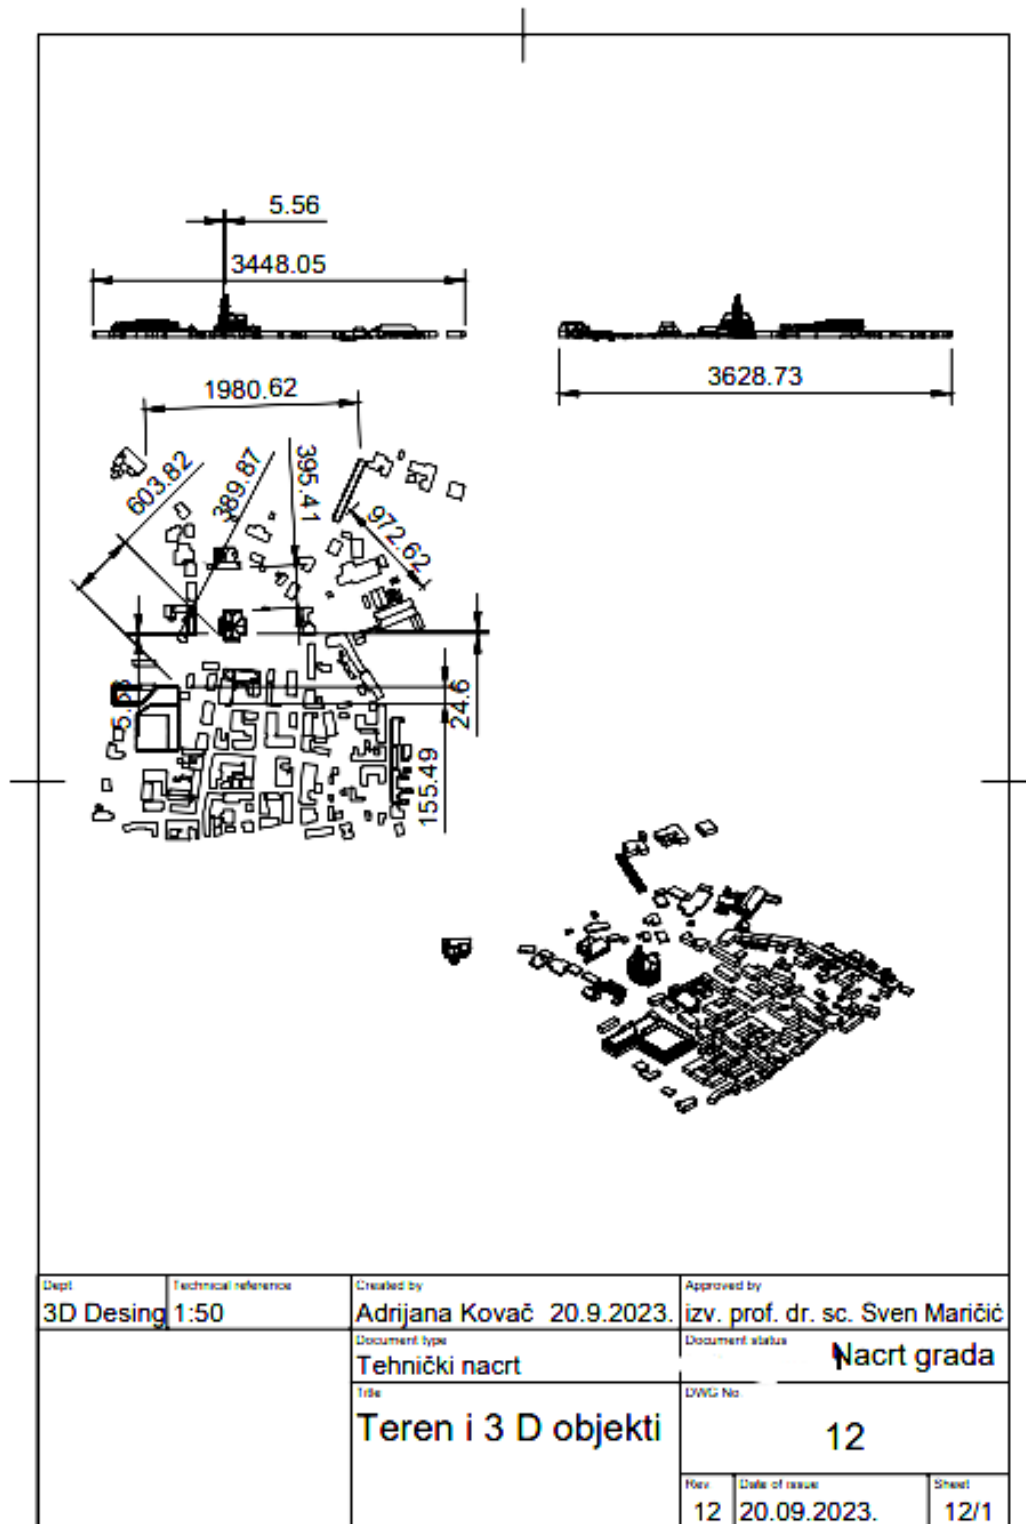 5.56
3448.05
3628.73
1980.62
603.82
389.87
395.41
972.62
24.6
155.49
Dept
Technical reference
Created by
Approved by
3D Desing
1:50
Adrijana Kovač 20.9.2023.
izv. prof. dr. sc. Sven Maričić
Document type
Document status
Tehnički nacrt
Nacrt grada
Title
DWG No.
Teren i 3 D objekti
12
Rev.
Date of issue
Sheet
12
20.09.2023.
12/1